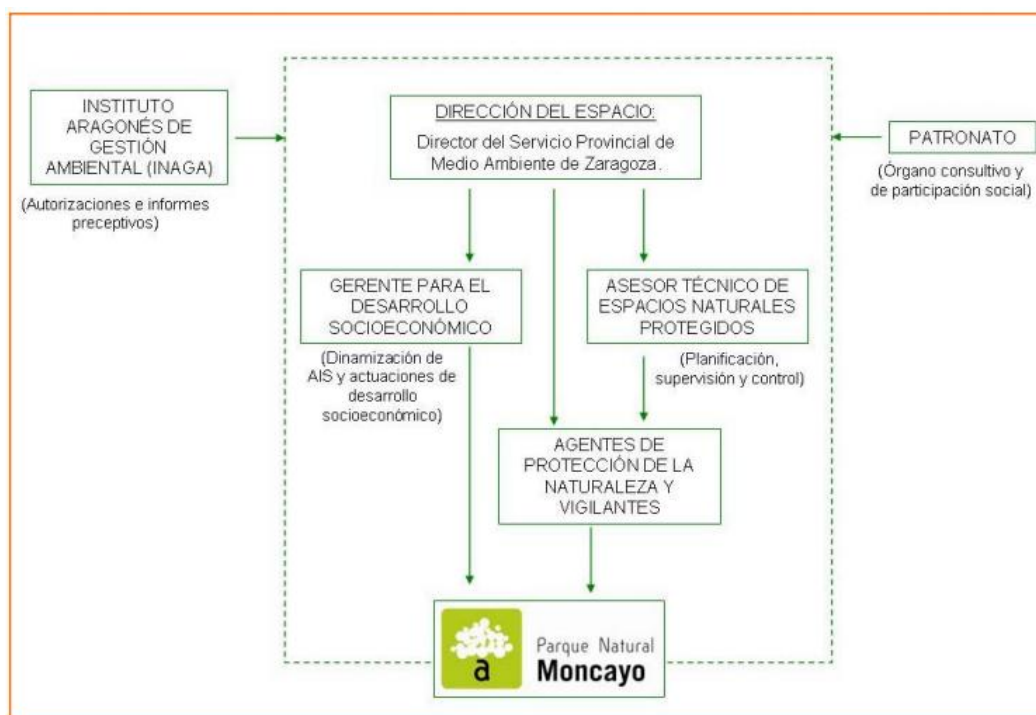 INSTITUTO
ARAGONÉS DE
GESTIÓN
AMBIENTAL (INAGA)
(Autorizaciones e informes
preceptivos)
DIRECCIÓN DEL ESPACIO:
Director del Servicio Provincial de
Medio Ambiente de Zaragoza.
PATRONATO
(Órgano consultivo y
de participación social)
GERENTE PARA EL
DESARROLLO
SOCIOECONÓMICO
(Dinamización de
AIS y actuaciones de
desarrollo
socioeconómico)
ASESOR TÉCNICO DE
ESPACIOS NATURALES
PROTEGIDOS
(Planificación,
supervisión y control)
AGENTES DE
PROTECCIÓN DE LA
NATURALEZA Y
VIGILANTES
a
Parque Natural
Moncayo